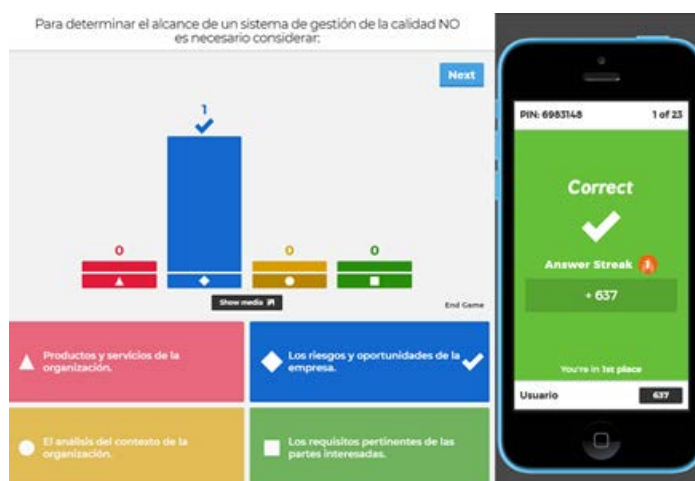 Para determinar el alcance de un sistema de gestión de la calidad NO
es necesario considerar:
Next
1
0
0
0
Show media
End Game
Productos y servicios de la
organización.
Los riesgos y oportunidades de la
empresa.
El análisis del contexto de la
organización.
Los requisitos pertinentes de las
partes interesadas.
PIN: 6983148
1 of 23
Correct
Answer Streak 1
+ 637
You're in 1st place
Usuario
637